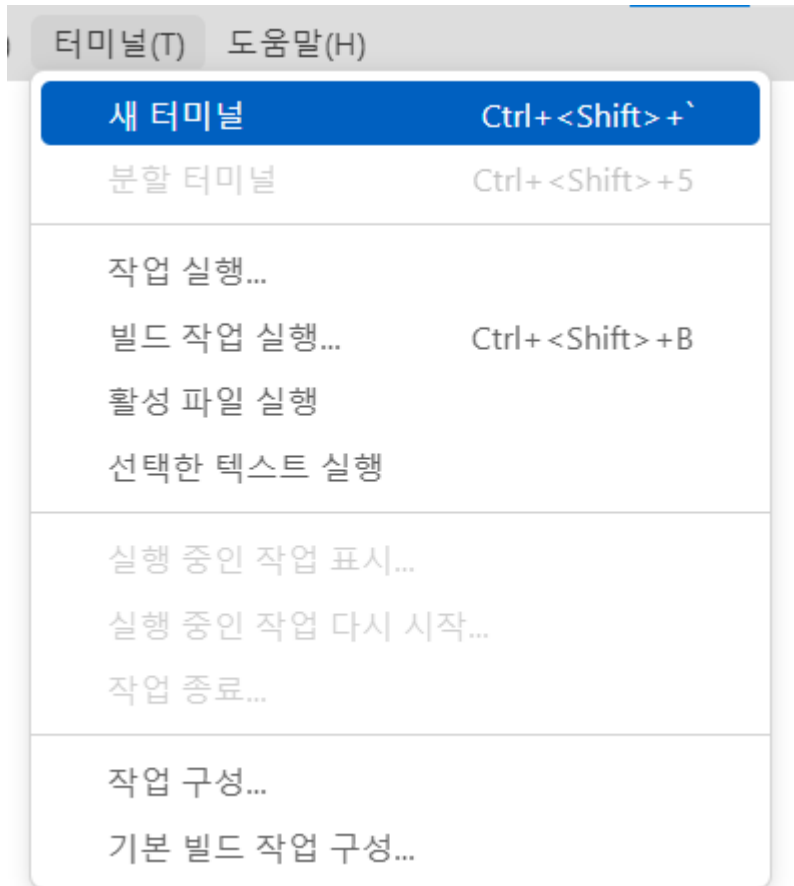 터미널(T) 도움말(H)
새 터미널 Ctrl+<Shift>+`
분할 터미널 Ctrl+<Shift>+5
작업 실행...
빌드 작업 실행... Ctrl+<Shift>+B
활성 파일 실행
선택한 텍스트 실행
실행 중인 작업 표시...
실행 중인 작업 다시 시작...
작업 종료...
작업 구성...
기본 빌드 작업 구성...